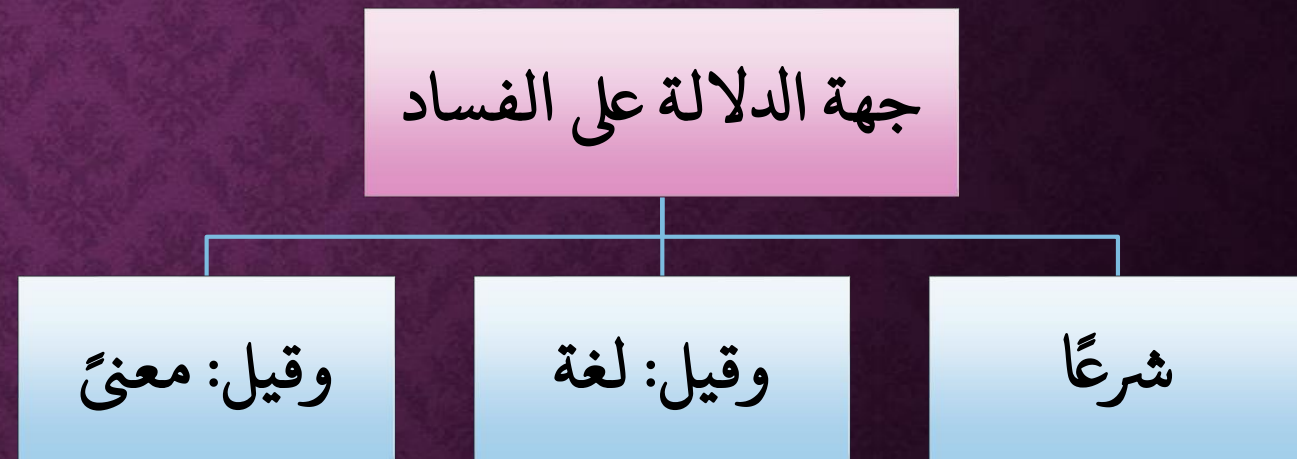 جهة الدلالة على الفساد
شرعًا
وقيل: لغة
وقيل: معنىً